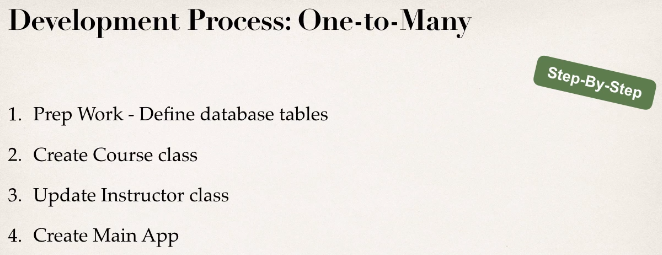 Development Process: One-to-Many
Step-By-Step
1. Prep Work - Define database tables
2. Create Course class
3. Update Instructor class
4. Create Main App